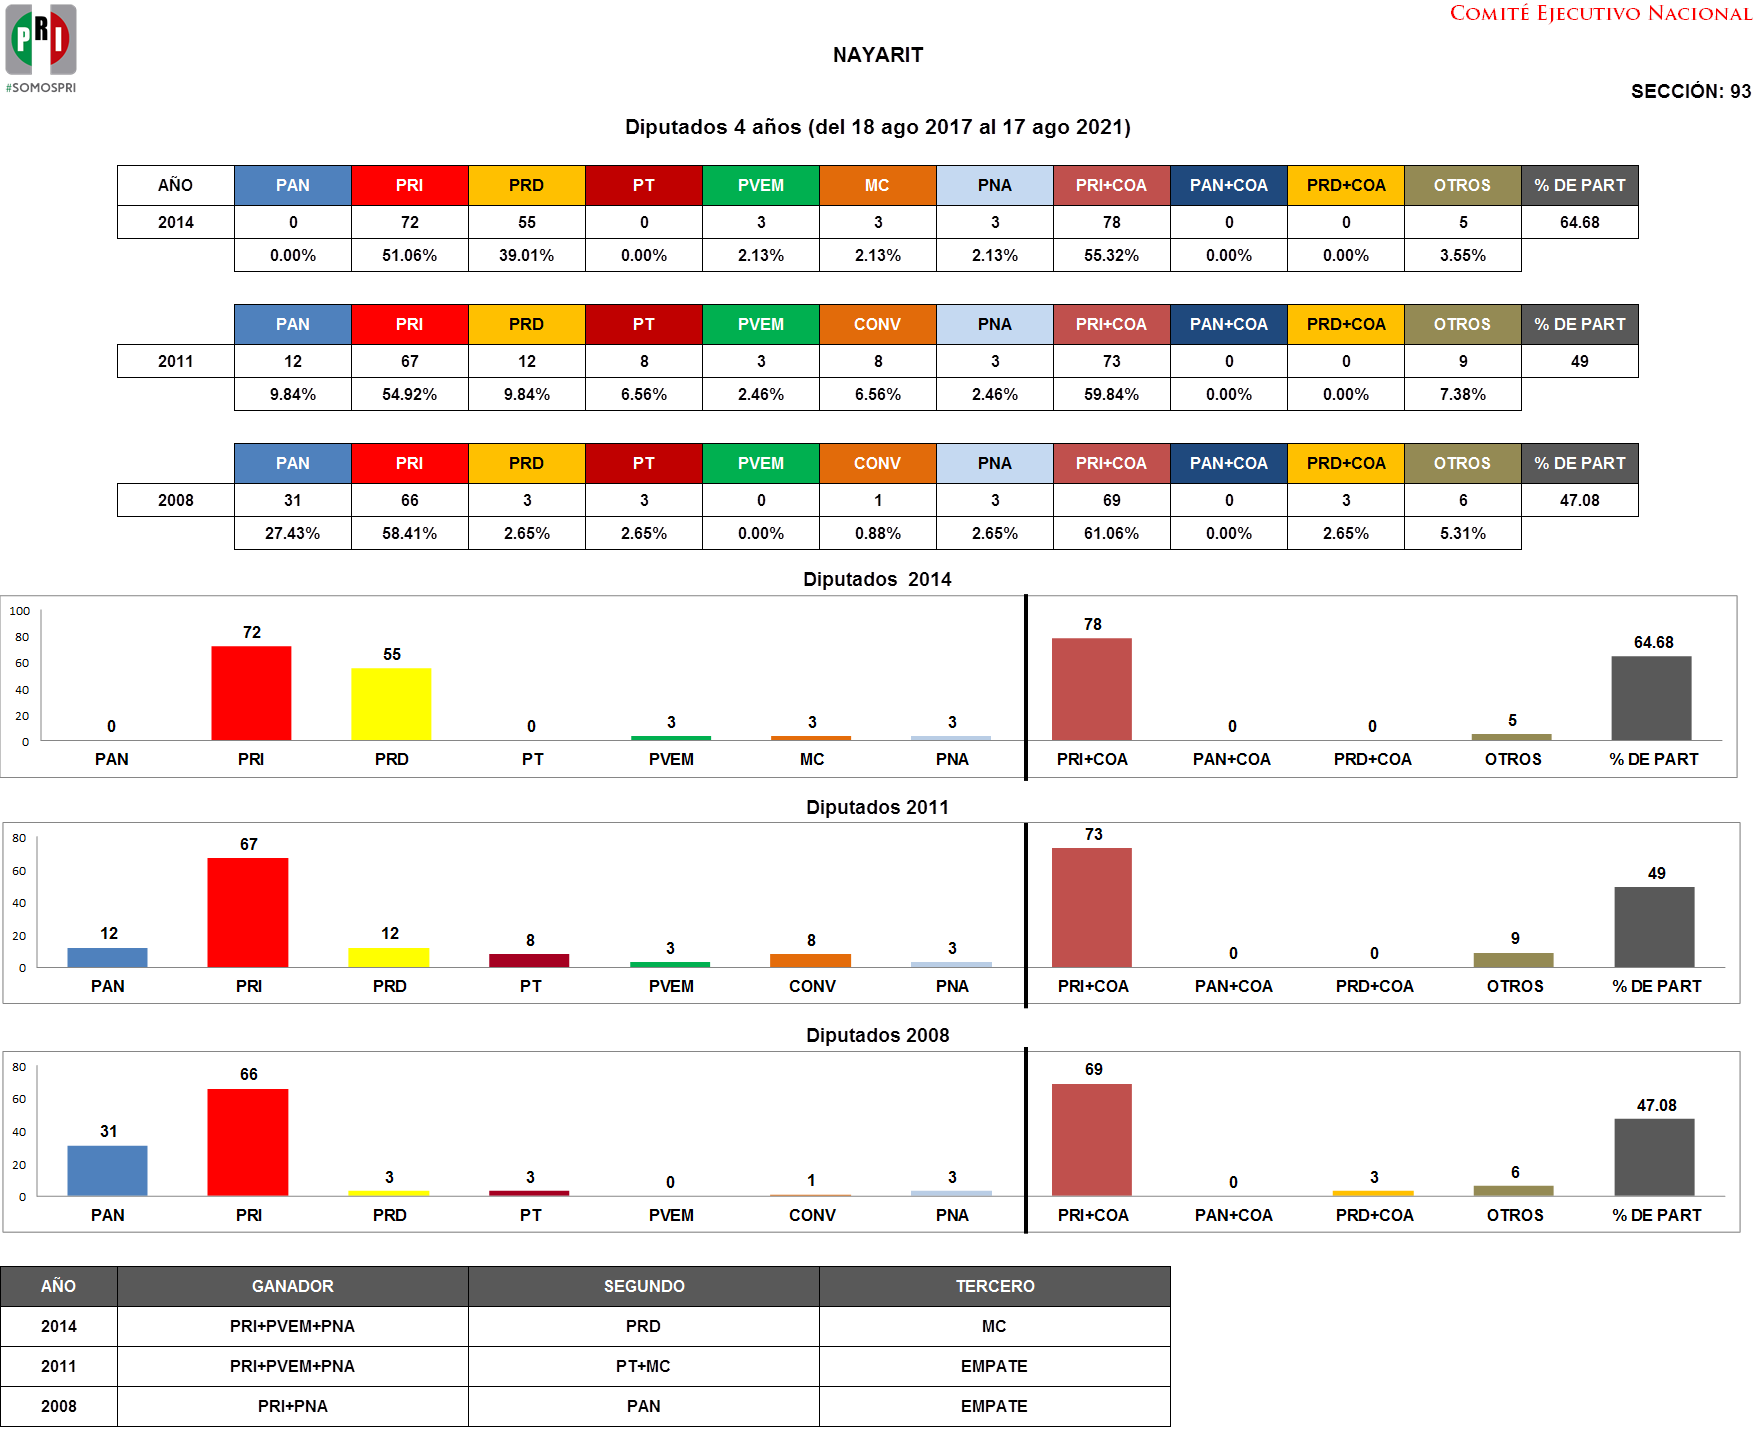 COMITÉ EJECUTIVO NACIONAL
PRI
#SOMOSPRI
NAYARIT
SECCIÓN: 93
Diputados 4 años (del 18 ago 2017 al 17 ago 2021)
AÑO PAN PRI PRD PT PVEM MC PNA PRI+COA PAN+COA PRD+COA OTROS % DE PART
2014 0 72 55 0 3 3 3 78 0 0 5 64.68
0.00% 51.06% 39.01% 0.00% 2.13% 2.13% 2.13% 55.32% 0.00% 0.00% 3.55%
PAN PRI PRD PT PVEM CONV PNA PRI+COA PAN+COA PRD+COA OTROS % DE PART
2011 12 67 12 8 3 8 3 73 0 0 9 49
9.84% 54.92% 9.84% 6.56% 2.46% 6.56% 2.46% 59.84% 0.00% 0.00% 7.38%
PAN PRI PRD PT PVEM CONV PNA PRI+COA PAN+COA PRD+COA OTROS % DE PART
2008 31 66 3 3 0 1 3 69 0 3 6 47.08
27.43% 58.41% 2.65% 2.65% 0.00% 0.88% 2.65% 61.06% 0.00% 2.65% 5.31%
Diputados 2014
100
80
60
40
20
0
0 72 55 0 3 3 3 78 0 0 5 64.68
PAN PRI PRD PT PVEM MC PNA PRI+COA PAN+COA PRD+COA OTROS % DE PART
Diputados 2011
80
60
40
20
0
12 67 12 8 3 8 3 73 0 0 9 49
PAN PRI PRD PT PVEM CONV PNA PRI+COA PAN+COA PRD+COA OTROS % DE PART
Diputados 2008
80
60
40
20
0
31 66 3 3 0 1 3 69 0 3 6 47.08
PAN PRI PRD PT PVEM CONV PNA PRI+COA PAN+COA PRD+COA OTROS % DE PART
AÑO GANADOR SEGUNDO TERCERO
2014 PRI+PVEM+PNA PRD MC
2011 PRI+PVEM+PNA PT+MC EMPATE
2008 PRI+PNA PAN EMPATE